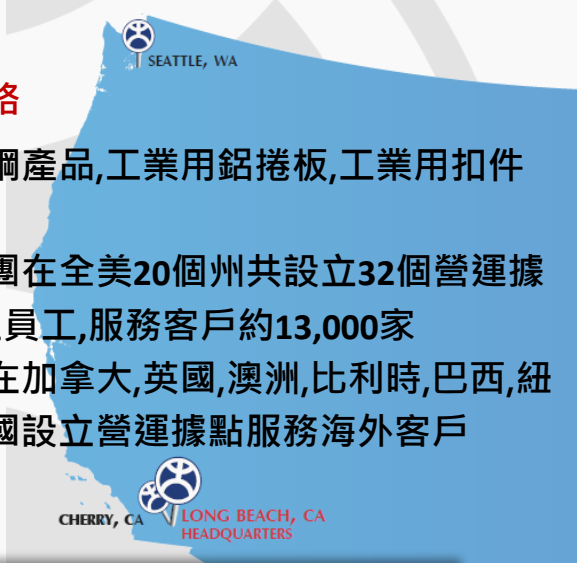 SEATTLE, WA
絡
鋼產品,工業用鋁捲板,工業用扣件
團在全美20個州共設立32個營運據
員工,服務客戶約13,000家
在加拿大,英國,澳洲,比利時,巴西,紐
國設立營運據點服務海外客戶
CHERRY, CA
LONG BEACH, CA
HEADQUARTERS